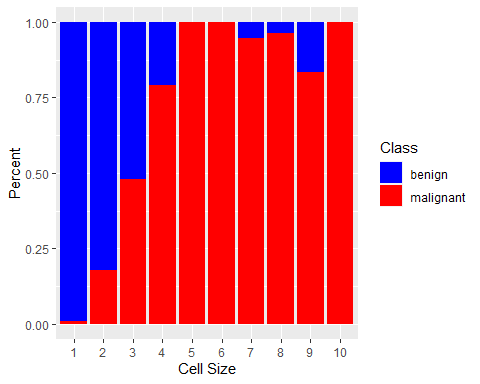 1.00
0.75
0.50
0.25
0.00
Percent
1 2 3 4 5 6 7 8 9 10
Cell Size
Class
benign
malignant